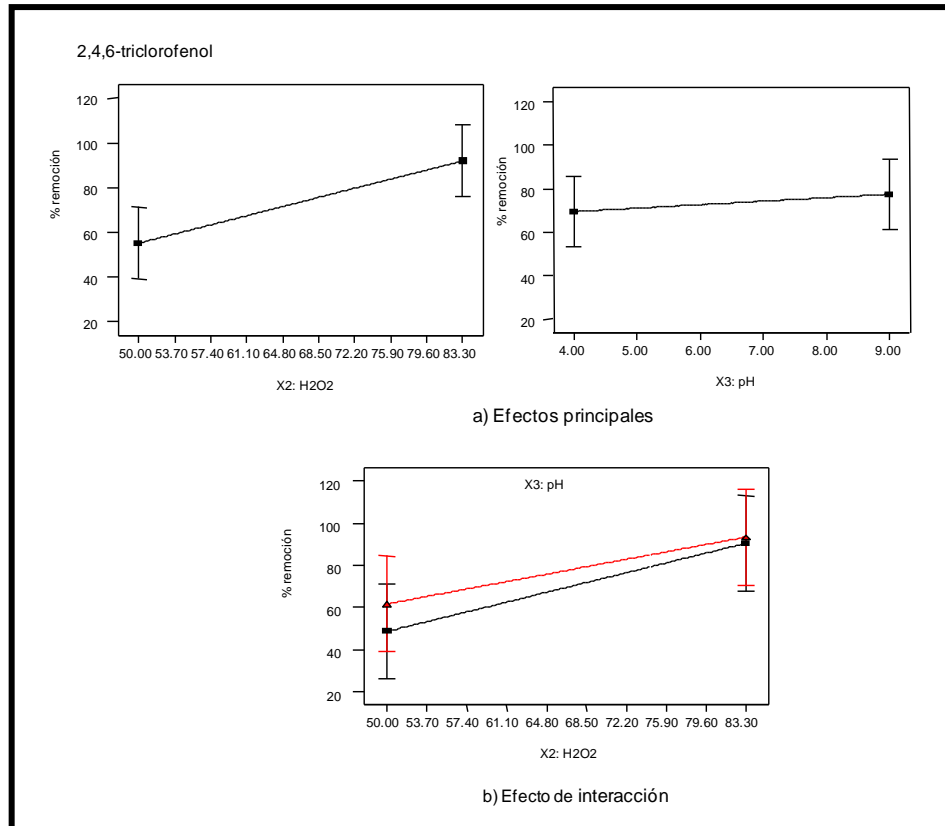 2,4,6-triclorofenol
120
100
80
60
40
20
% remoción
50.00 53.70 57.40 61.10 64.80 68.50 72.20 75.90 79.60 83.30
X2: H2O2
120
100
80
60
40
20
% remoción
4.00 5.00 6.00 7.00 8.00 9.00
X3: pH
a) Efectos principales
X3: pH
120
100
80
60
40
20
% remoción
50.00 53.70 57.40 61.10 64.80 68.50 72.20 75.90 79.60 83.30
X2: H2O2
b) Efecto de interacción